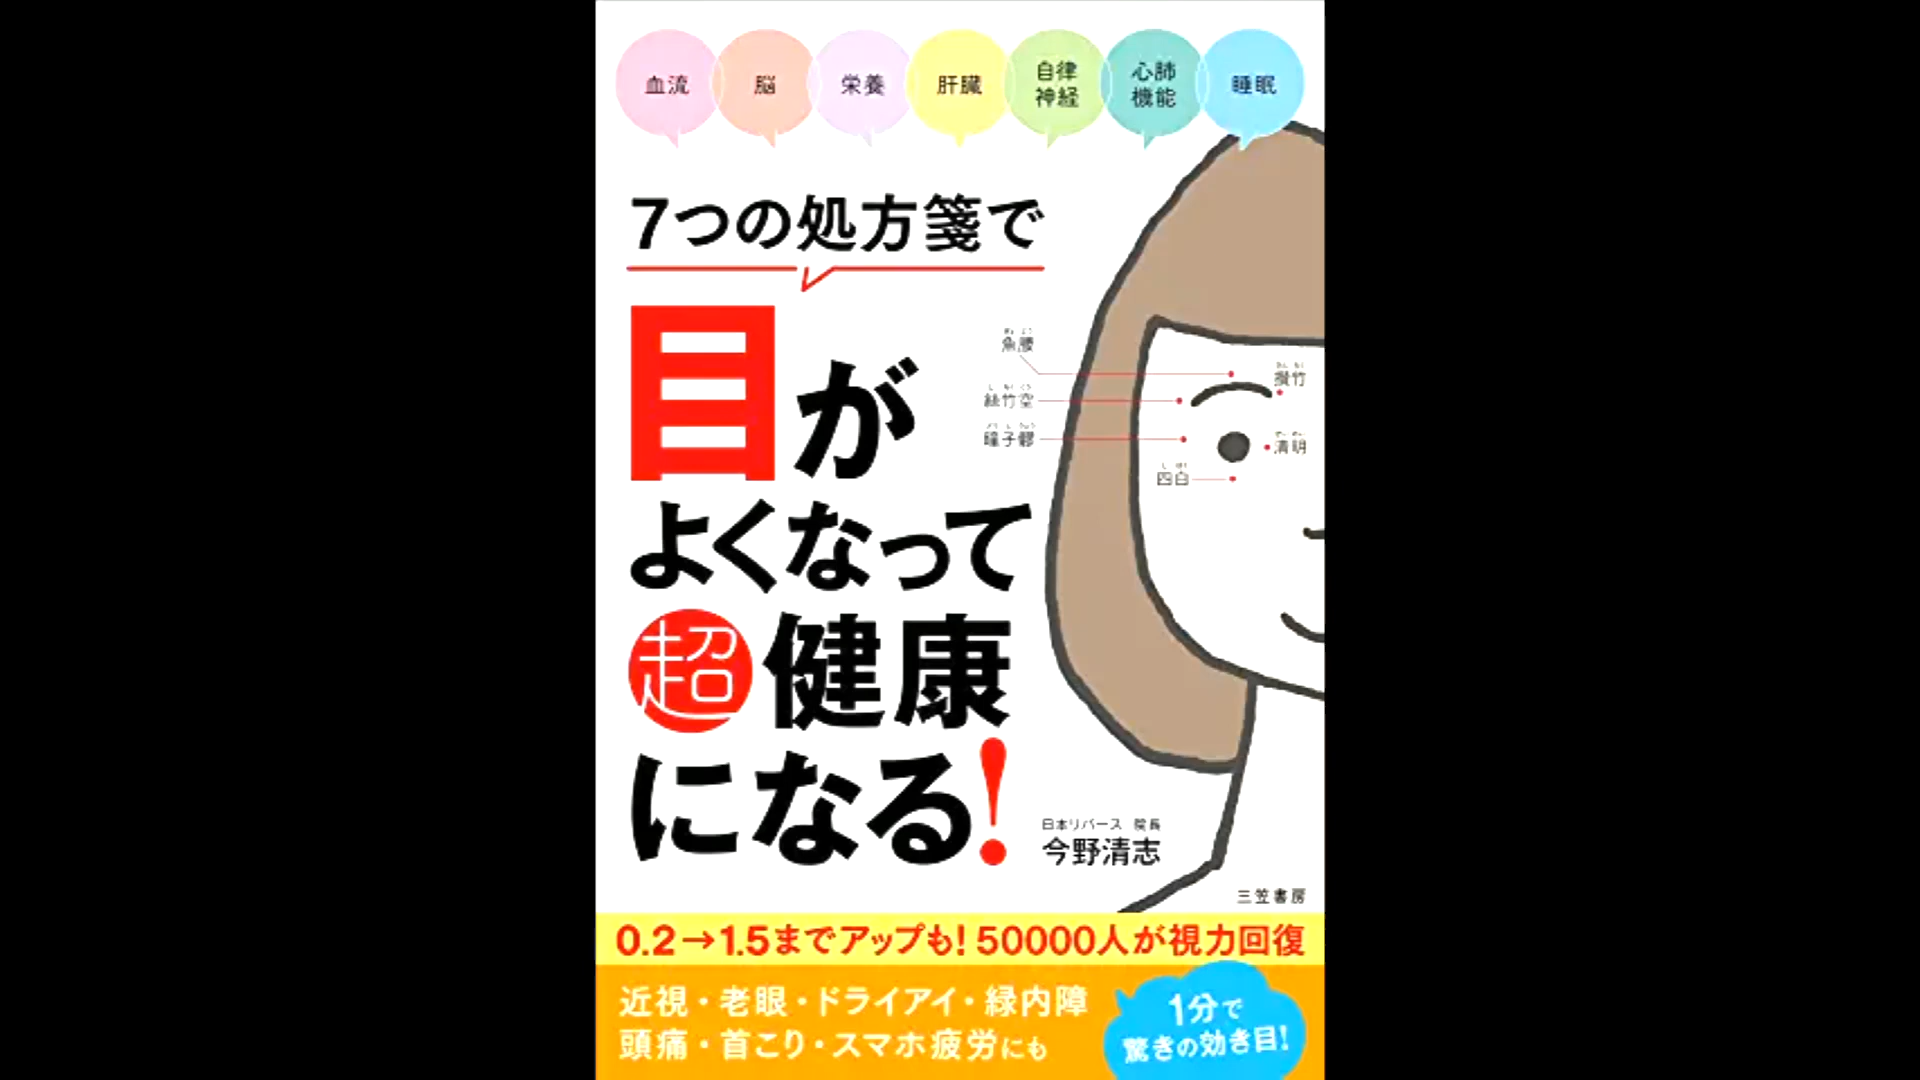 血流
脳
栄養
肝臓
自律
神経
心肺
機能
睡眠
7つの処方箋で
目が
よくなって
超健康
になる!
魚腰
絲竹空
瞳子髎
四白
攅竹
清明
日本リバース 院長
今野清志
三笠書房
0.2→1.5までアップも!50000人が視力回復
近視・老眼・ドライアイ・緑内障
頭痛・首こり・スマホ疲労にも
1分で
驚きの効き目!